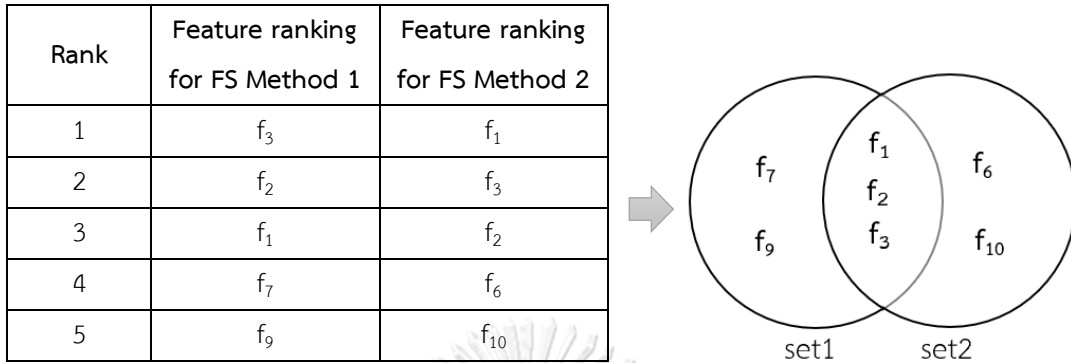 Rank Feature ranking for FS Method 1 Feature ranking for FS Method 2
1 f₃ f₁
2 f₂ f₃
3 f₁ f₂
4 f₇ f₆
5 f₉ f₁₀
f₇ f₁ f₆
f₂
f₉ f₃ f₁₀
set1 set2